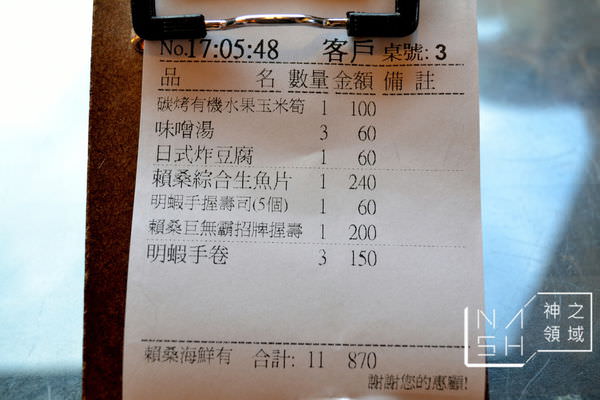 No.17:05:48 客戶 桌號: 3
品 名 數量 金額 備 註
碳烤有機水果玉米筍 1 100
味噌湯 3 60
日式炸豆腐 1 60
賴桑綜合生魚片 1 240
明蝦手握壽司(5個) 1 60
賴桑巨無霸招牌握壽 1 200
明蝦手卷 3 150
賴桑海鮮有 合計: 11 870
謝謝您的惠顧!
NASH 神之領域